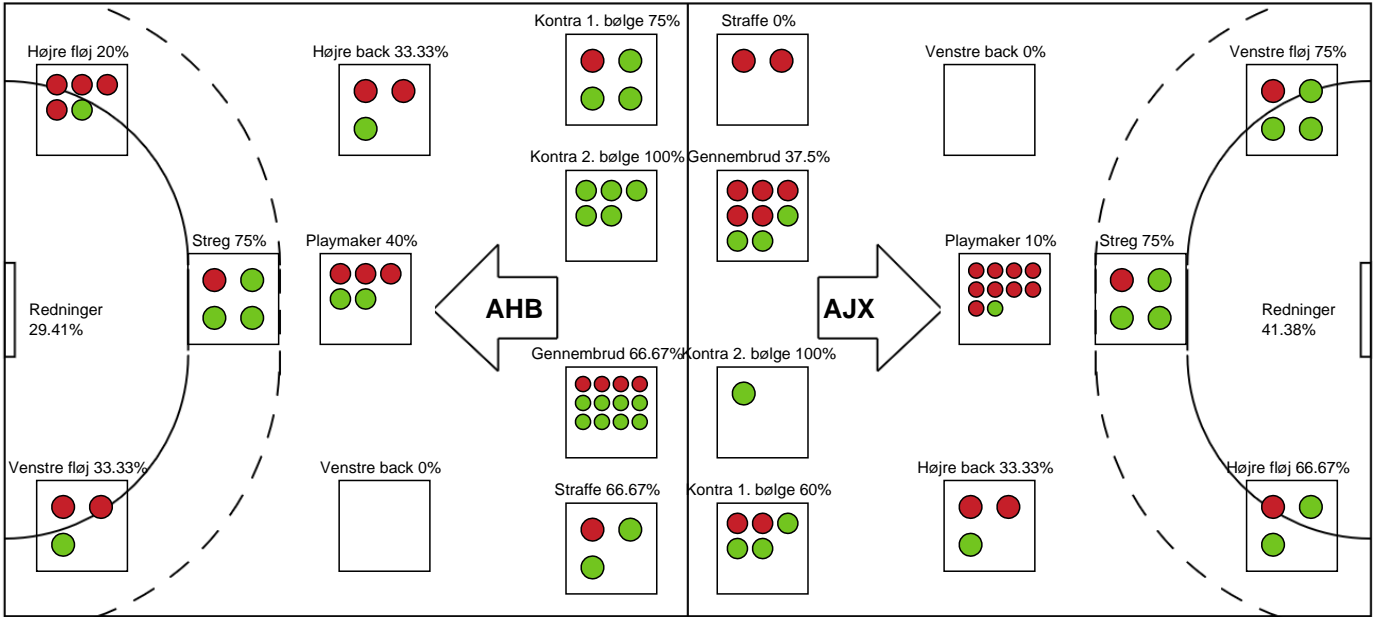 Kontra 1. bølge 75%
Straffe 0%
Højre fløj 20%
Højre back 33.33%
Venstre back 0%
Venstre fløj 75%
Kontra 2. bølge 100%
Gennembrud 37.5%
Streg 75%
Playmaker 40%
Playmaker 10%
Streg 75%
Redninger
29.41%
AHB
AJX
Redninger
41.38%
Gennembrud 66.67%
Kontra 2. bølge 100%
Venstre fløj 33.33%
Venstre back 0%
Straffe 66.67%
Kontra 1. bølge 60%
Højre back 33.33%
Højre fløj 66.67%